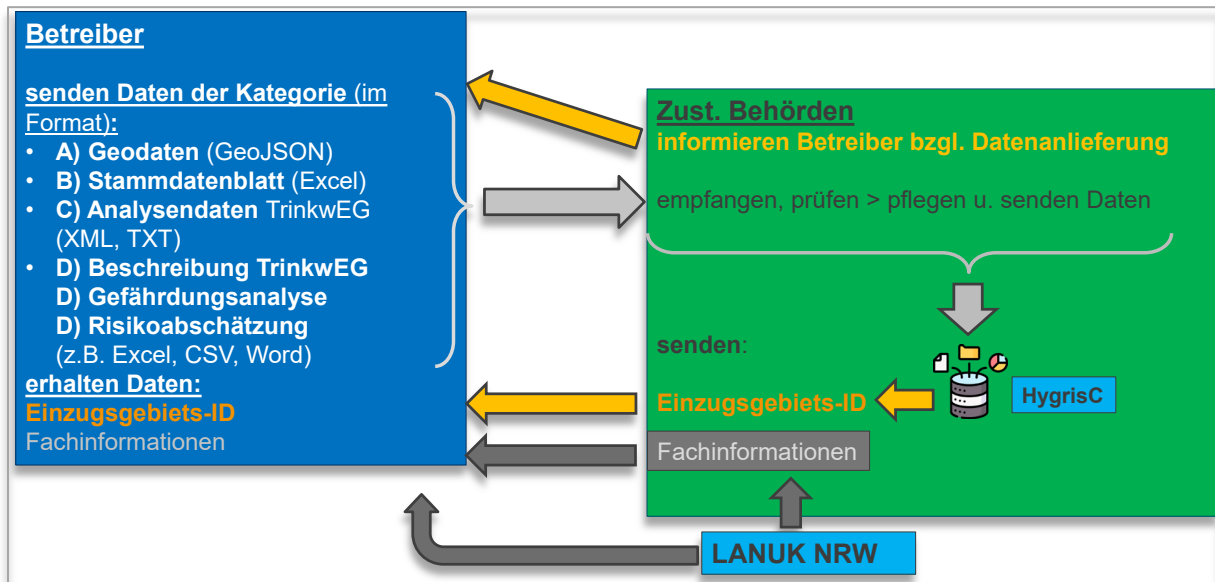 Betreiber
senden Daten der Kategorie (im
Format):
• A) Geodaten (GeoJSON)
• B) Stammdatenblatt (Excel)
• C) Analysendaten TrinkwEG
(XML, TXT)
• D) Beschreibung TrinkwEG
D) Gefährdungsanalyse
D) Risikoabschätzung
(z.B. Excel, CSV, Word)
erhalten Daten:
Einzugsgebiets-ID
Fachinformationen
Zust. Behörden
informieren Betreiber bzgl. Datenanlieferung
empfangen, prüfen > pflegen u. senden Daten
senden:
Einzugsgebiets-ID
HygrisC
Fachinformationen
LANUK NRW